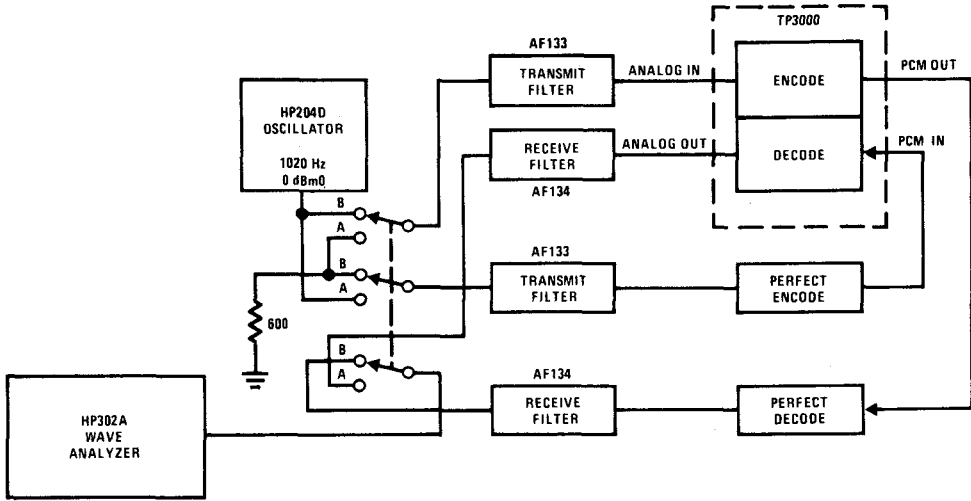 TP3000
AF133
TRANSMIT
FILTER
ANALOG IN
ENCODE
PCM OUT
HP204D
OSCILLATOR
1020 Hz
0 dBm0
RECEIVE
FILTER
ANALOG OUT
DECODE
PCM IN
AF134
B
A
AF133
B
A
TRANSMIT
FILTER
PERFECT
ENCODE
600
B
A
AF134
RECEIVE
FILTER
PERFECT
DECODE
HP302A
WAVE
ANALYZER